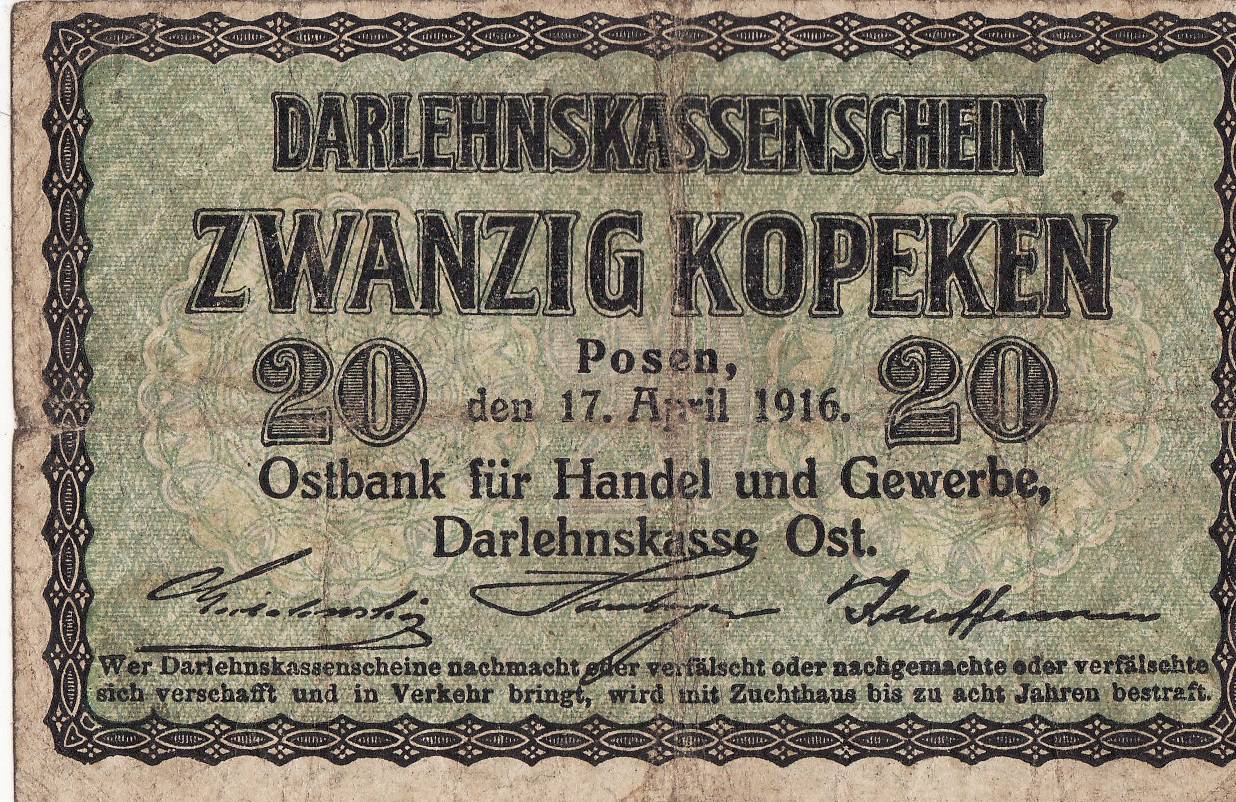 DARLEHNSKASSENSCHEIN
ZWANZIG KOPEKEN
20 Posen, 20
den 17. April 1916.
Ostbank für Handel und Gewerbe,
Darlehnskasse Ost.
Wer Darlehnskassenscheine nachmacht oder verfälscht oder nachgemachte oder verfälschte
sich verschafft und in Verkehr bringt, wird mit Zuchthaus bis zu acht Jahren bestraft.